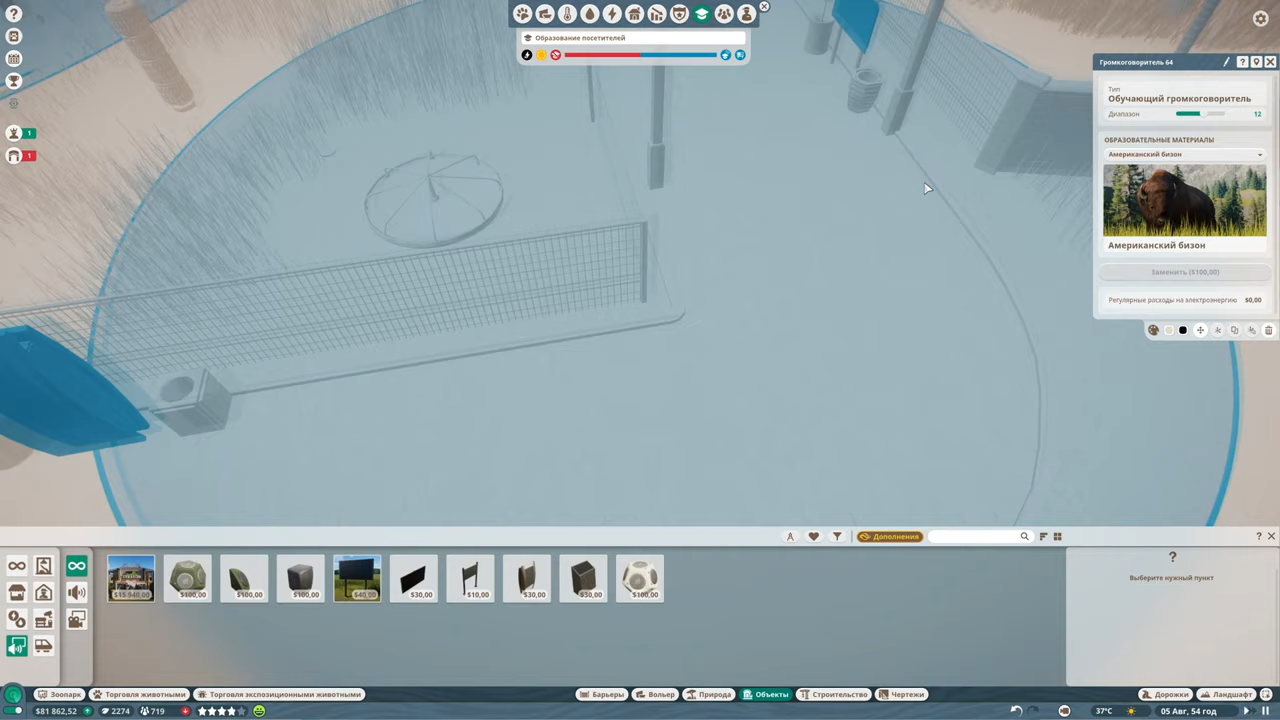 Образование посетителей
Громкоговоритель 64
Тип
Обучающий громкоговоритель
Диапазон 12
ОБРАЗОВАТЕЛЬНЫЕ МАТЕРИАЛЫ
Американский бизон
Американский бизон
Заменить ($100,00)
Регулярные расходы на электроэнергию $0,00
1
1
Дополнения
$15 540,00 $100,00 $100,00 $100,00 $40,00 $30,00 $10,00 $30,00 $30,00 $100,00
Выберите нужный пункт
Зоопарк Торговля животными Торговля экспозиционными животными Барьеры Вольер Природа Объекты Строительство Чертежи Дорожки Ландшафт
$81 862,52 2274 719 37°C 05 Авг, 54 год